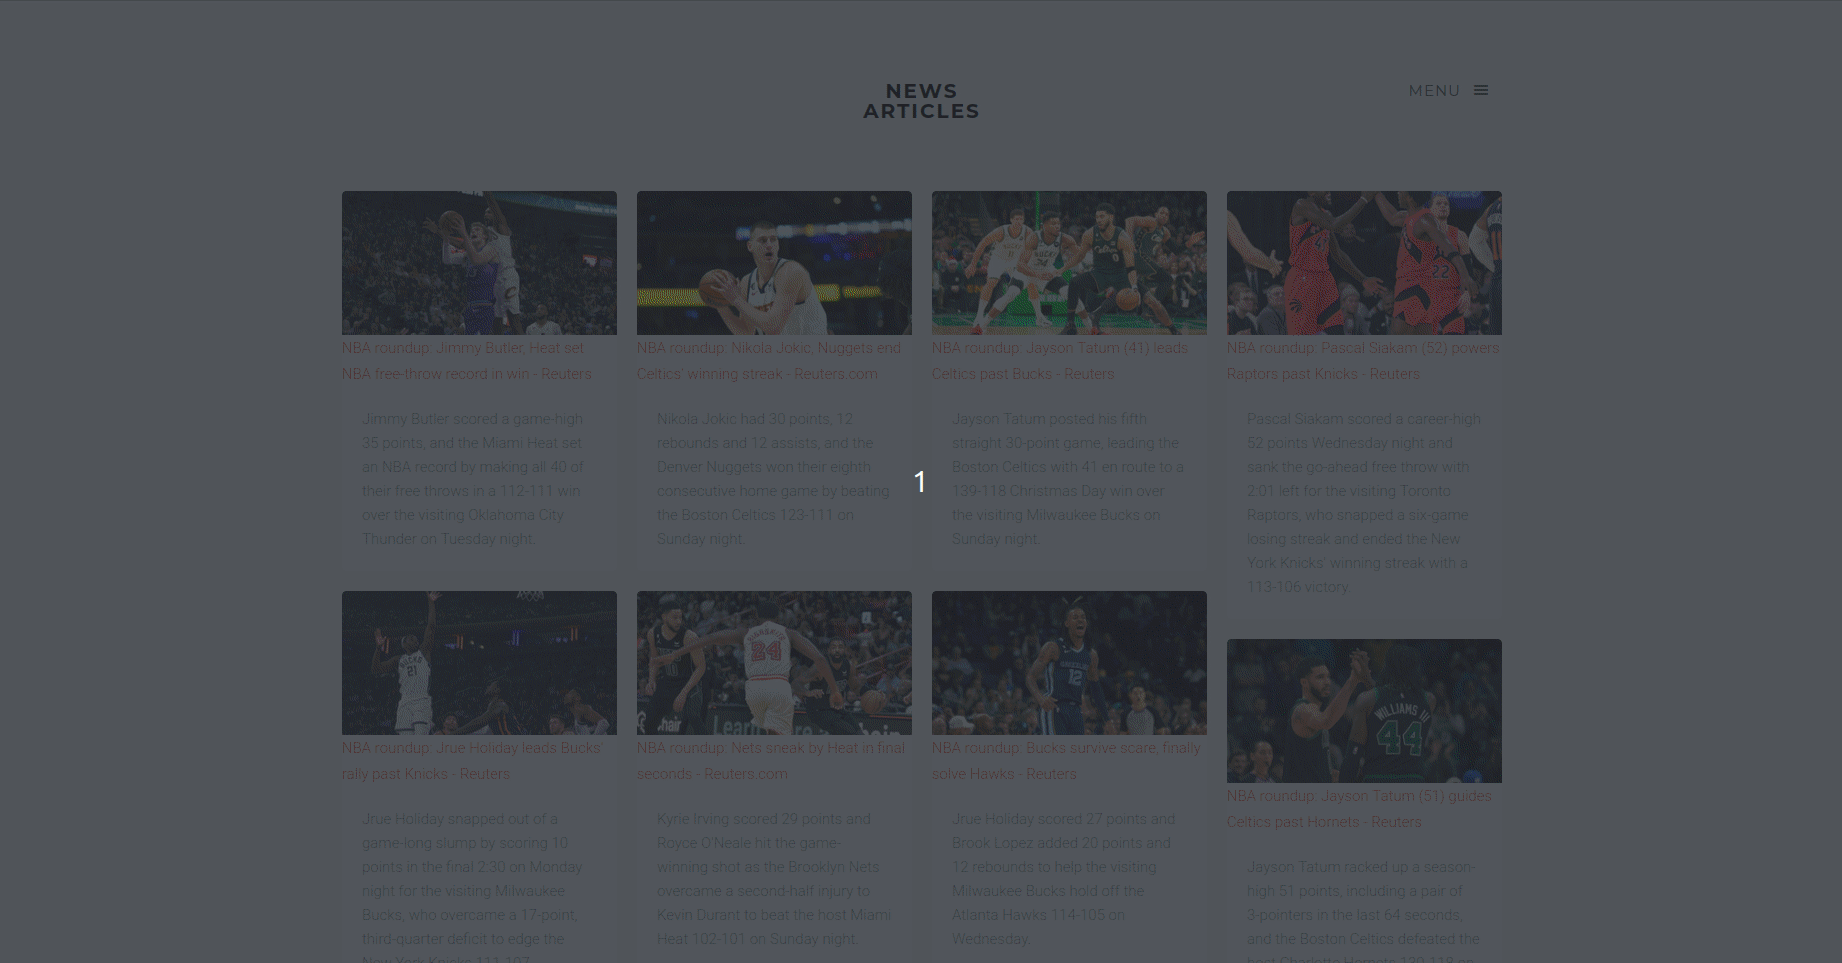 NEWS
ARTICLES
MENU
NBA roundup: Jimmy Butler, Heat set
NBA free-throw record in win - Reuters
Jimmy Butler scored a game-high
35 points, and the Miami Heat set
an NBA record by making all 40 of
their free throws in a 112-111 win
over the visiting Oklahoma City
Thunder on Tuesday night.
NBA roundup: Nikola Jokic, Nuggets end
Celtics' winning streak - Reuters.com
Nikola Jokic had 30 points, 12
rebounds and 12 assists, and the
Denver Nuggets won their eighth
consecutive home game by beating
the Boston Celtics 123-111 on
Sunday night.
NBA roundup: Jayson Tatum (41) leads
Celtics past Bucks - Reuters
Jayson Tatum posted his fifth
straight 30-point game, leading the
Boston Celtics with 41 en route to a
139-118 Christmas Day win over
the visiting Milwaukee Bucks on
Sunday night.
22
NBA roundup: Pascal Siakam (52) powers
Raptors past Knicks - Reuters
Pascal Siakam scored a career-high
52 points Wednesday night and
sank the go-ahead free throw with
2:01 left for the visiting Toronto
Raptors, who snapped a six-game
losing streak and ended the New
York Knicks' winning streak with a
113-106 victory.
1
21
NBA roundup: Jrue Holiday leads Bucks
rally past Knicks - Reuters
Jrue Holiday snapped out of a
game-long slump by scoring 10
points in the final 2:30 on Monday
night for the visiting Milwaukee
Bucks, who overcame a 17-point,
third-quarter deficit to edge the
New York Knicks 111-107
24
NBA roundup: Nets sneak by Heat in final
seconds - Reuters.com
Kyrie Irving scored 29 points and
Royce O'Neale hit the game-
winning shot as the Brooklyn Nets
overcame a second-half injury to
Kevin Durant to beat the host Miami
Heat 102-101 on Sunday night.
12
NBA roundup: Bucks survive scare, finally
solve Hawks - Reuters
Jrue Holiday scored 27 points and
Brook Lopez added 20 points and
12 rebounds to help the visiting
Milwaukee Bucks hold off the
Atlanta Hawks 114-105 on
Wednesday.
WILLIAMS III
44
NBA roundup: Jayson Tatum (51) guides
Celtics past Hornets - Reuters
Jayson Tatum racked up a season-
high 51 points, including a pair of
3-pointers in the last 64 seconds,
and the Boston Celtics defeated the
host Charlotte Hornets